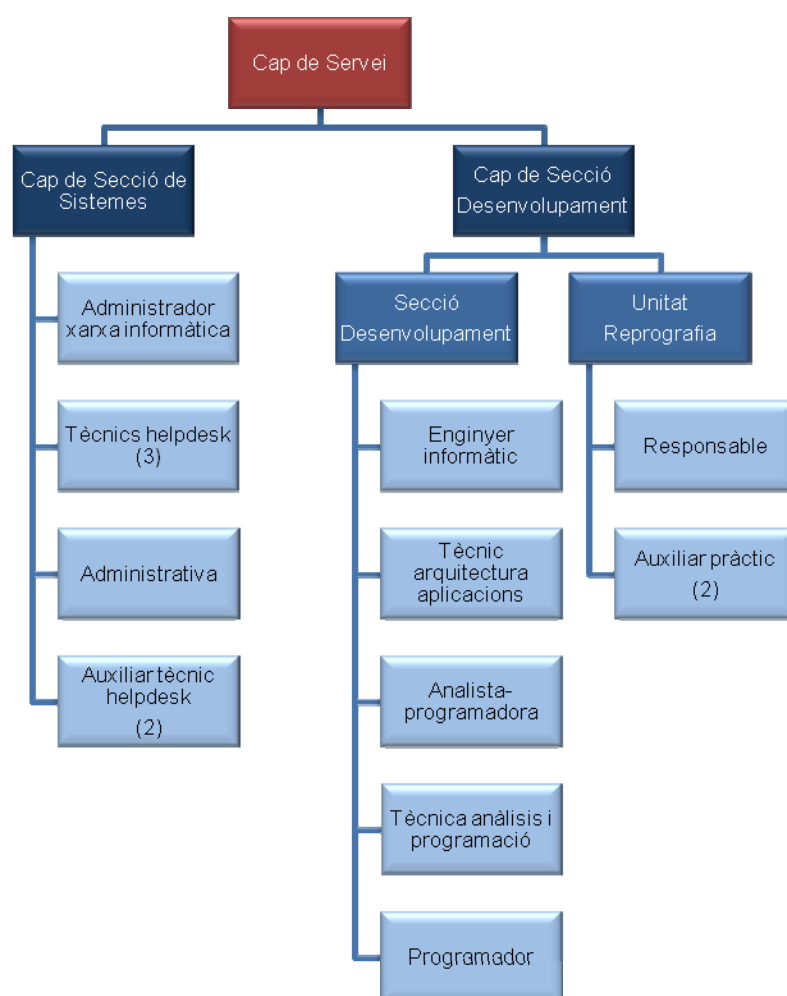 Cap de Servei
Cap de Secció de
Sistemes
Cap de Secció
Desenvolupament
Administrador
xarxa informàtica
Tècnics helpdesk
(3)
Administrativa
Auxiliar tècnic
helpdesk
(2)
Secció
Desenvolupament
Unitat
Reprografia
Enginyer
informàtic
Tècnic
arquitectura
aplicacions
Analista-
programadora
Tècnica anàlisis i
programació
Programador
Responsable
Auxiliar pràctic
(2)